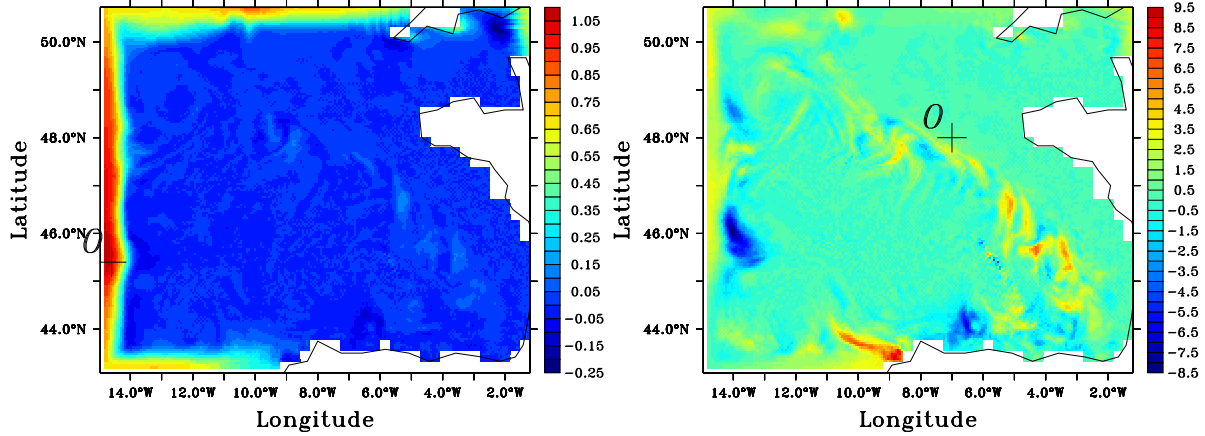 50.0°N
48.0°N
46.0°N
44.0°N
Latitude
14.0°W
12.0°W
10.0°W
8.0°W
6.0°W
4.0°W
2.0°W
Longitude
O
1.05
0.95
0.85
0.75
0.65
0.55
0.45
0.35
0.25
0.15
0.05
−0.05
−0.15
−0.25
50.0°N
48.0°N
46.0°N
44.0°N
Latitude
14.0°W
12.0°W
10.0°W
8.0°W
6.0°W
4.0°W
2.0°W
Longitude
O
9.5
8.5
7.5
6.5
5.5
4.5
3.5
2.5
1.5
0.5
−0.5
−1.5
−2.5
−3.5
−4.5
−5.5
−6.5
−7.5
−8.5